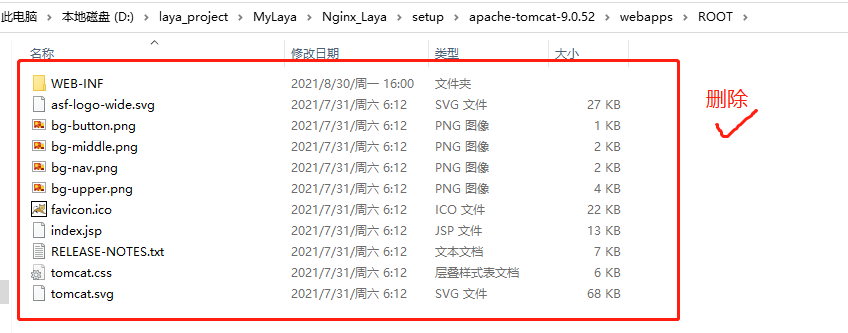 此电脑 › 本地磁盘 (D:) › laya_project › MyLaya › Nginx_Laya › setup › apache-tomcat-9.0.52 › webapps › ROOT ›
名称 修改日期 类型 大小
WEB-INF 2021/8/30/周一 16:00 文件夹
asf-logo-wide.svg 2021/7/31/周六 6:12 SVG 文件 27 KB
bg-button.png 2021/7/31/周六 6:12 PNG 图像 1 KB
bg-middle.png 2021/7/31/周六 6:12 PNG 图像 2 KB
bg-nav.png 2021/7/31/周六 6:12 PNG 图像 2 KB
bg-upper.png 2021/7/31/周六 6:12 PNG 图像 4 KB
favicon.ico 2021/7/31/周六 6:12 ICO 文件 22 KB
index.jsp 2021/7/31/周六 6:12 JSP 文件 13 KB
RELEASE-NOTES.txt 2021/7/31/周六 6:12 文本文档 7 KB
tomcat.css 2021/7/31/周六 6:12 层叠样式表文档 6 KB
tomcat.svg 2021/7/31/周六 6:12 SVG 文件 68 KB
删除